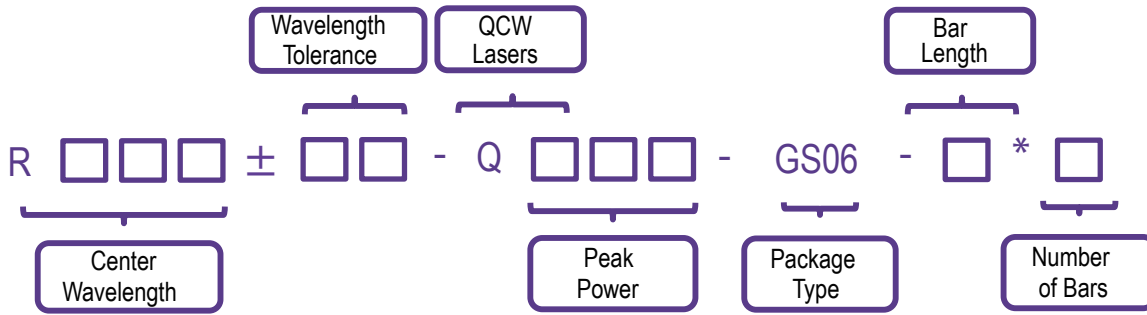 Wavelength
Tolerance
QCW
Lasers
Bar
Length
R □□□ ± □□ - Q □□□ - GS06 - □ * □
Center
Wavelength
Peak
Power
Package
Type
Number
of Bars